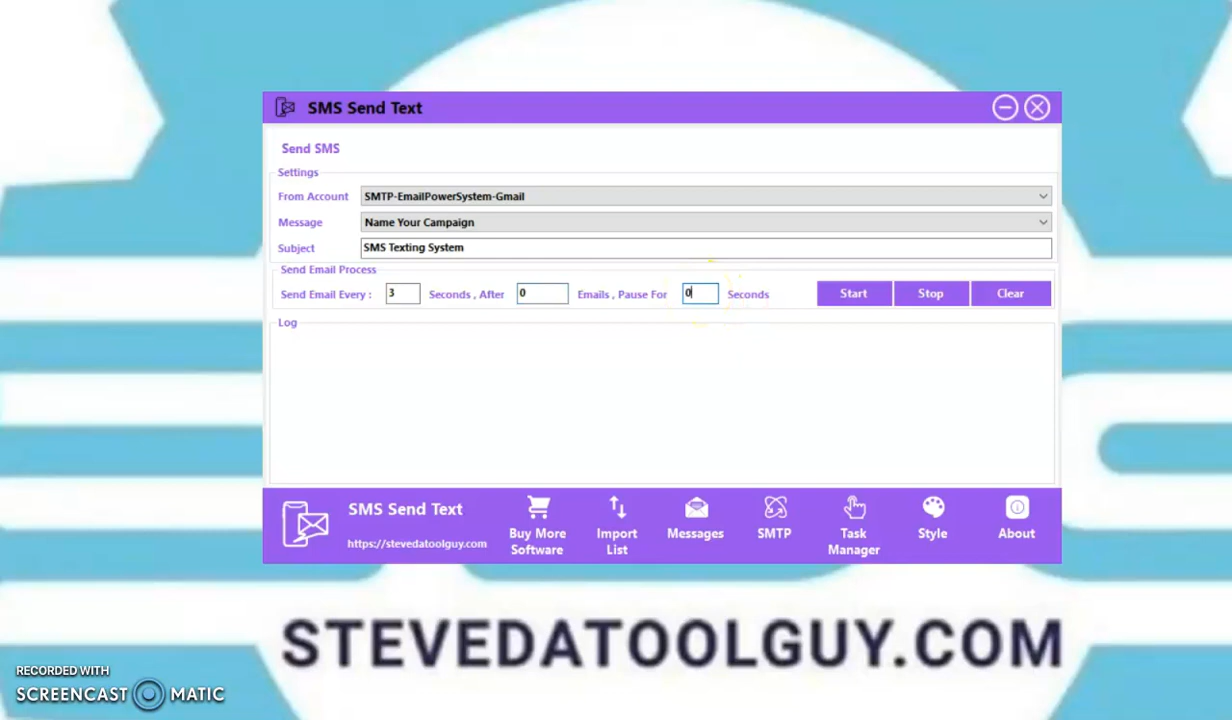 SMS Send Text
Send SMS
Settings
From Account SMTP-EmailPowerSystem-Gmail
Message Name Your Campaign
Subject SMS Texting System
Send Email Process
Send Email Every : 3 Seconds , After 0 Emails , Pause For 0 Seconds Start Stop Clear
Log
SMS Send Text
https://stevedatoolguy.com
Buy More Software
Import List
Messages
SMTP
Task Manager
Style
About
STEVEDATOOLGUY.COM
RECORDED WITH
SCREENCAST MATIC